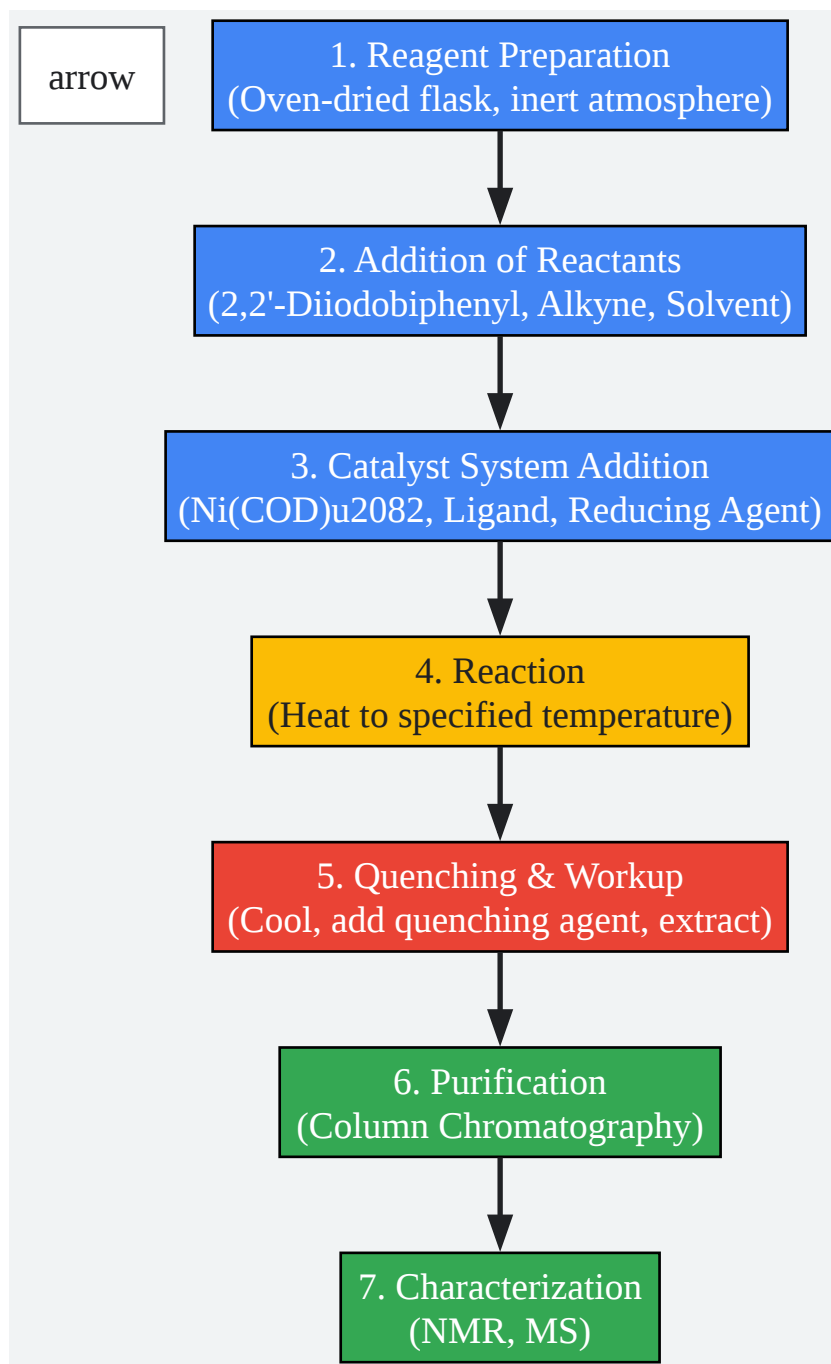 arrow
1. Reagent Preparation
(Oven-dried flask, inert atmosphere)
2. Addition of Reactants
(2,2'-Diiodobiphenyl, Alkyne, Solvent)
3. Catalyst System Addition
(Ni(COD)u2082, Ligand, Reducing Agent)
4. Reaction
(Heat to specified temperature)
5. Quenching & Workup
(Cool, add quenching agent, extract)
6. Purification
(Column Chromatography)
7. Characterization
(NMR, MS)